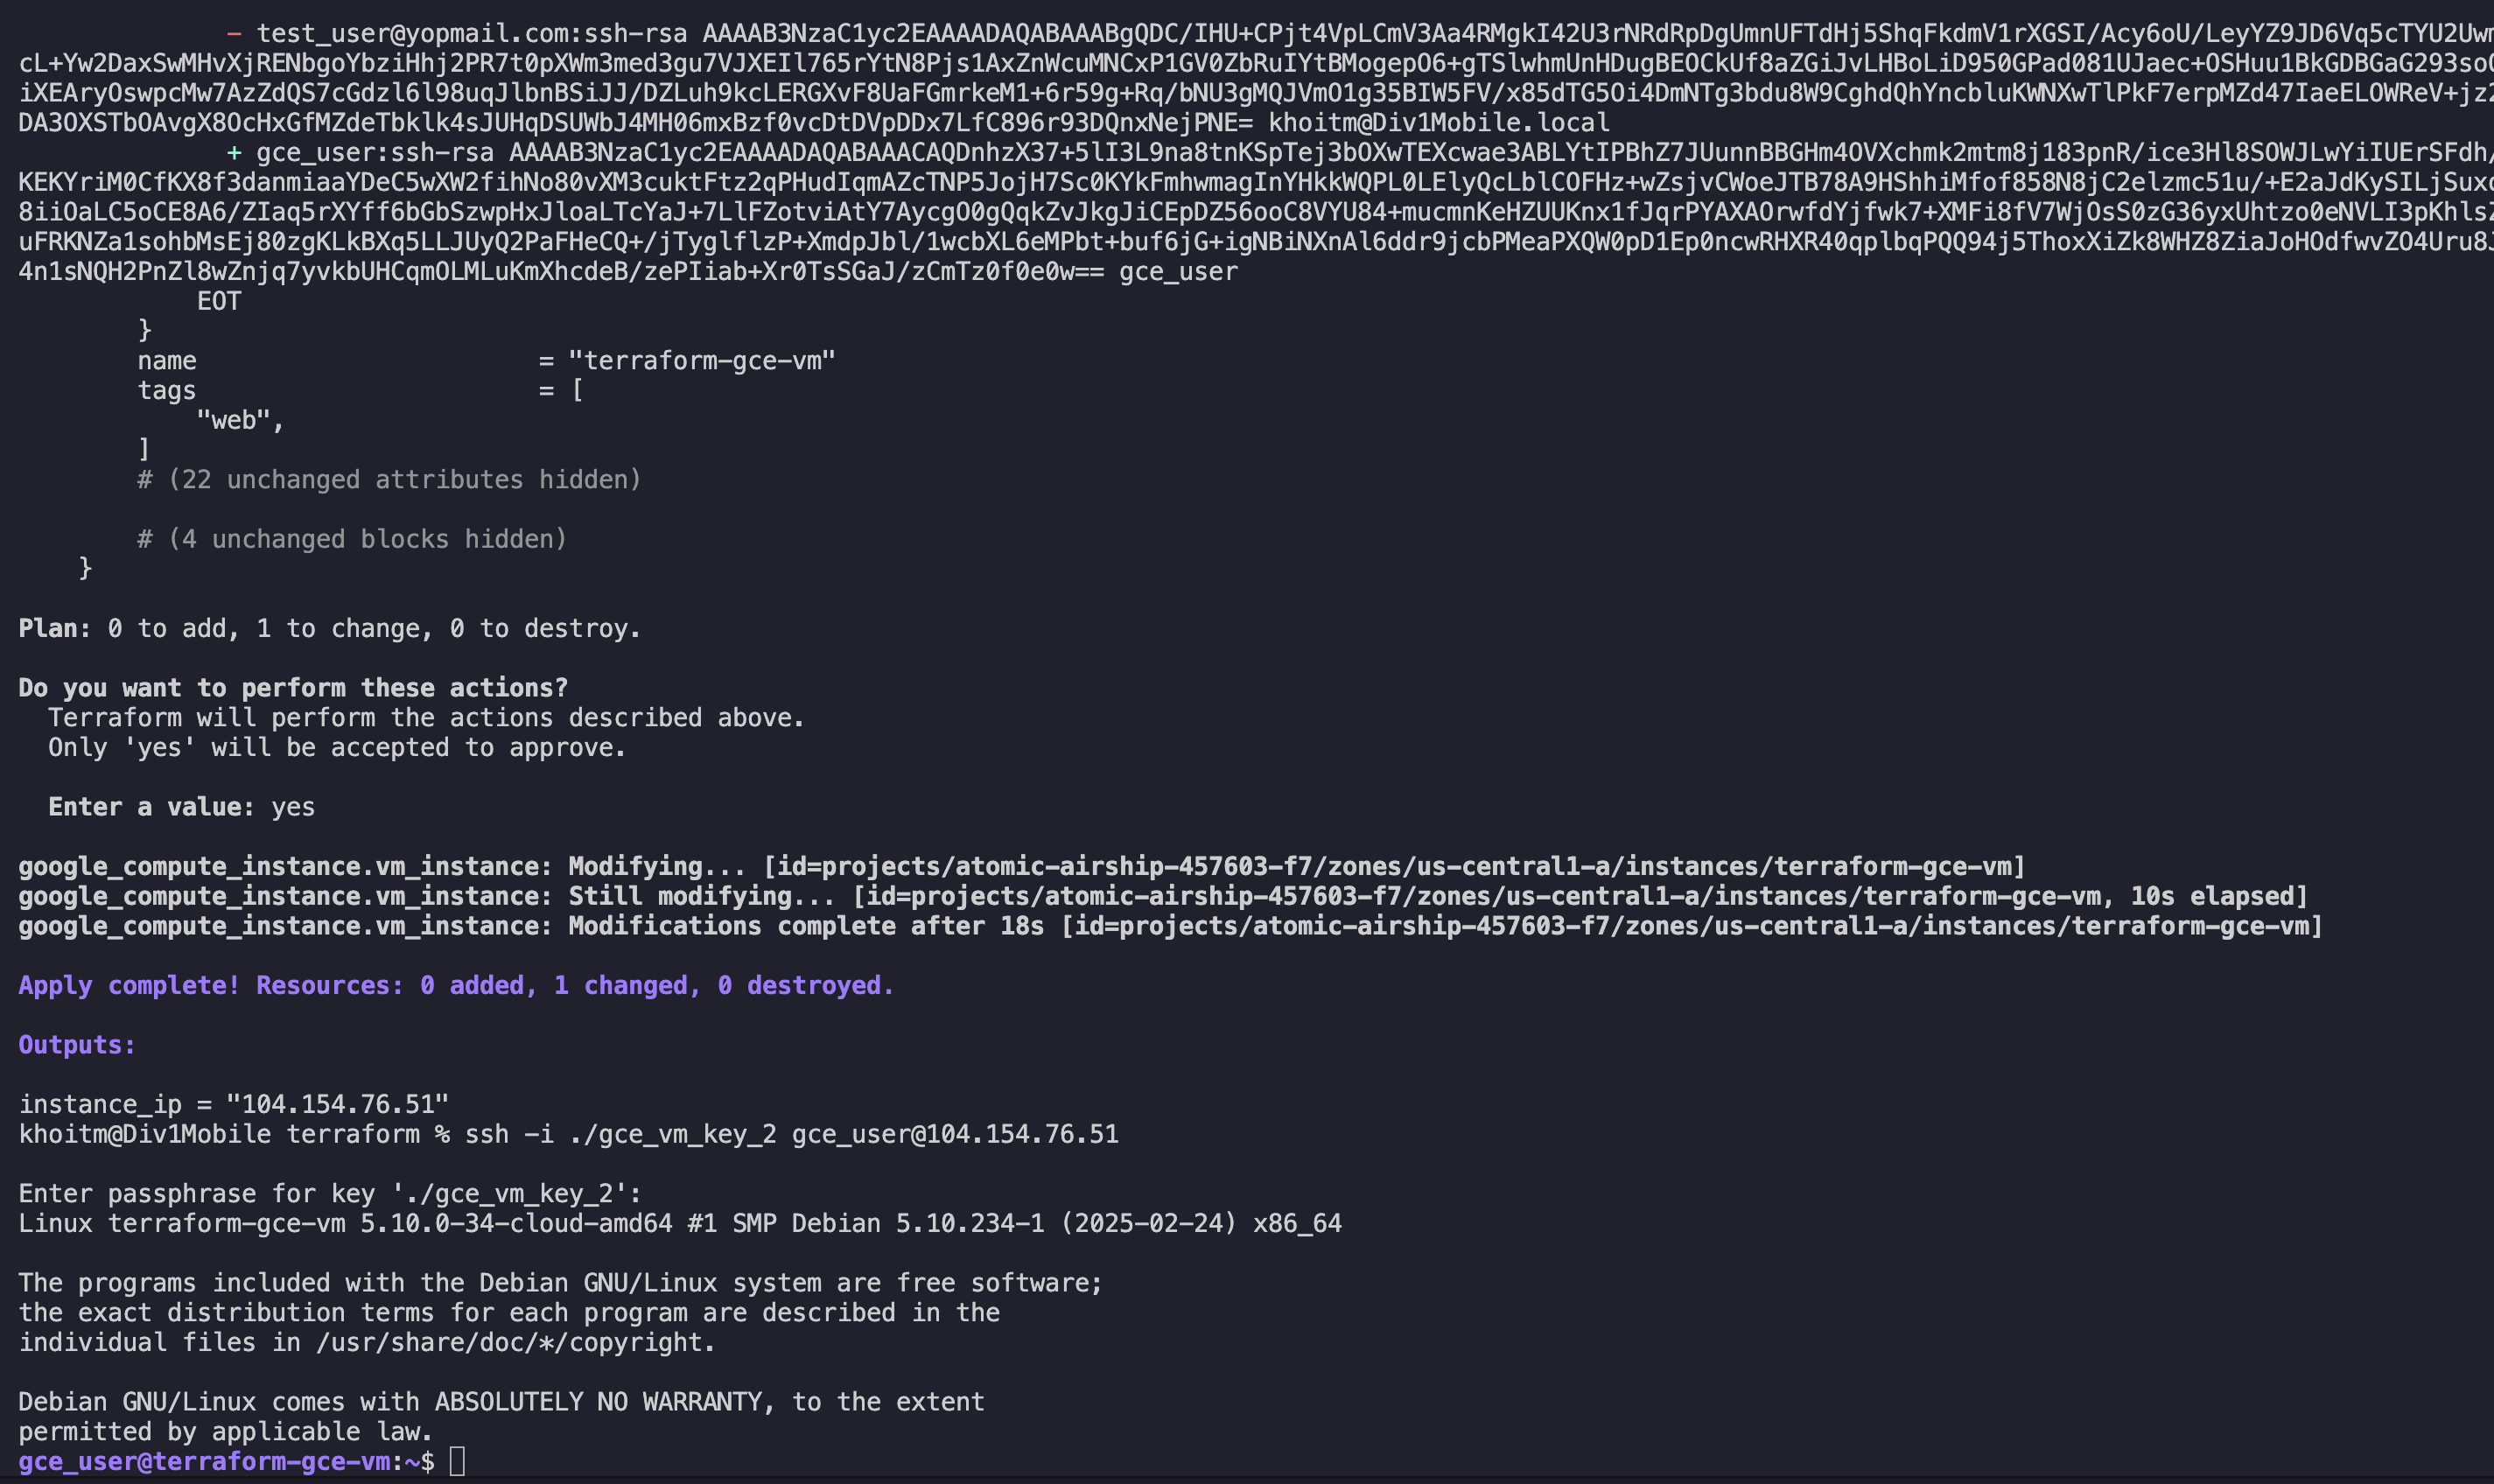 − test_user@yopmail.com:ssh-rsa AAAAB3NzaC1yc2EAAAADAQABAAABgQDC/IHU+CPjt4VpLCmV3Aa4RMgkI42U3rNRdRpDgUmnUFTdHj5ShqFkdmV1rXGSI/Acy6oU/LeyYZ9JD6Vq5cTYU2Uw
cL+Yw2DaxSwMHvXjRENbgoYbziHhj2PR7t0pXWm3med3gu7VJXEIl765rYtN8Pjs1AxZnWcuMNCxP1GV0ZbRuIYtBMogepO6+gTSlwhmUnHDugBEOCkUf8aZGiJvLHBoLiD950GPad081UJaec+OSHuu1BkGDBGaG293so
iXEAryOswpcMw7AzZdQS7cGdzl6l98uqJlbnBSiJJ/DZLuh9kcLERGXvF8UaFGmrkeM1+6r59g+Rq/bNU3gMQJVmO1g35BIW5FV/x85dTG5Oi4DmNTg3bdu8W9CghdQhYncbluKWNXwTlPkF7erpMZd47IaeELOWReV+jz
DA3OXSTbOAvgX8OcHxGfMZdeTbklk4sJUHqDSUWbJ4MH06mxBzf0vcDtDVpDDx7LfC896r93DQnxNejPNE= khoitm@Div1Mobile.local
+ gce_user:ssh-rsa AAAAB3NzaC1yc2EAAAADAQABAAACAQDnhzX37+5lI3L9na8tnKSpTej3bOXwTEXcwae3ABLYtIPBhZ7JUunnBBGHm4OVXchmk2mtm8j183pnR/ice3Hl8SOWJLwYiIUErSFdh/
KEKYriM0CfKX8f3danmiaaYDeC5wXW2fihNo80vXM3cuktFtz2qPHudIqmAZcTNP5JojH7Sc0KYkFmhwmagInYHkkWQPL0LElyQcLblCOFHz+wZsjvCWoeJTB78A9HShhiMfof858N8jC2elzmc51u/+E2aJdKySILjSux
8iiOaLC5oCE8A6/ZIaq5rXYff6bGbSzwpHxJloaLTcYaJ+7LlFZotviAtY7AycgO0gQqkZvJkgJiCEpDZ56ooC8VYU84+mucmnKeHZUUKnx1fJqrPYAXAOrwfdYjfwk7+XMFi8fV7WjOsS0zG36yxUhtzo0eNVLI3pKhls
uFRKNZa1sohbMsEj80zgKLkBXq5LLJUyQ2PaFHeCQ+/jTyglflzP+XmdpJbl/1wcbXL6eMPbt+buf6jG+igNBiNXnAl6ddr9jcbPMeaPXQW0pD1Ep0ncwRHXR40qplbqPQQ94j5ThoxXiZk8WHZ8ZiaJoHOdfwvZO4Uru8
4n1sNQH2PnZl8wZnjq7yvkbUHCqmOLMLuKmXhcdeB/zePIiab+Xr0TsSGaJ/zCmTz0f0e0w== gce_user
EOT
}
name = "terraform-gce-vm"
tags = [
"web",
]
# (22 unchanged attributes hidden)
# (4 unchanged blocks hidden)
}
Plan: 0 to add, 1 to change, 0 to destroy.
Do you want to perform these actions?
Terraform will perform the actions described above.
Only 'yes' will be accepted to approve.
Enter a value: yes
google_compute_instance.vm_instance: Modifying... [id=projects/atomic-airship-457603-f7/zones/us-central1-a/instances/terraform-gce-vm]
google_compute_instance.vm_instance: Still modifying... [id=projects/atomic-airship-457603-f7/zones/us-central1-a/instances/terraform-gce-vm, 10s elapsed]
google_compute_instance.vm_instance: Modifications complete after 18s [id=projects/atomic-airship-457603-f7/zones/us-central1-a/instances/terraform-gce-vm]
Apply complete! Resources: 0 added, 1 changed, 0 destroyed.
Outputs:
instance_ip = "104.154.76.51"
khoitm@Div1Mobile terraform % ssh -i ./gce_vm_key_2 gce_user@104.154.76.51
Enter passphrase for key './gce_vm_key_2':
Linux terraform-gce-vm 5.10.0-34-cloud-amd64 #1 SMP Debian 5.10.234-1 (2025-02-24) x86_64
The programs included with the Debian GNU/Linux system are free software;
the exact distribution terms for each program are described in the
individual files in /usr/share/doc/*/copyright.
Debian GNU/Linux comes with ABSOLUTELY NO WARRANTY, to the extent
permitted by applicable law.
gce_user@terraform-gce-vm:~$